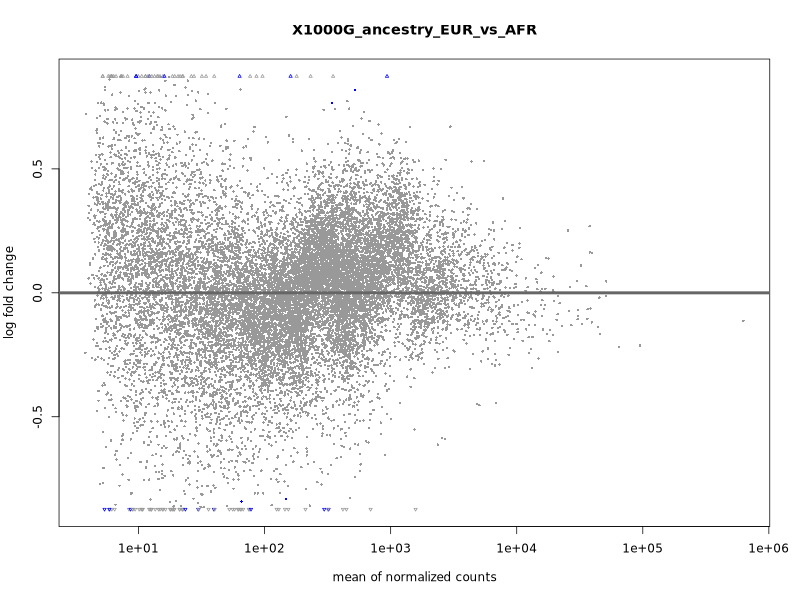 X1000G_ancestry_EUR_vs_AFR
log fold change
0.5
0.0
-0.5
1e+01 1e+02 1e+03 1e+04 1e+05 1e+06
mean of normalized counts